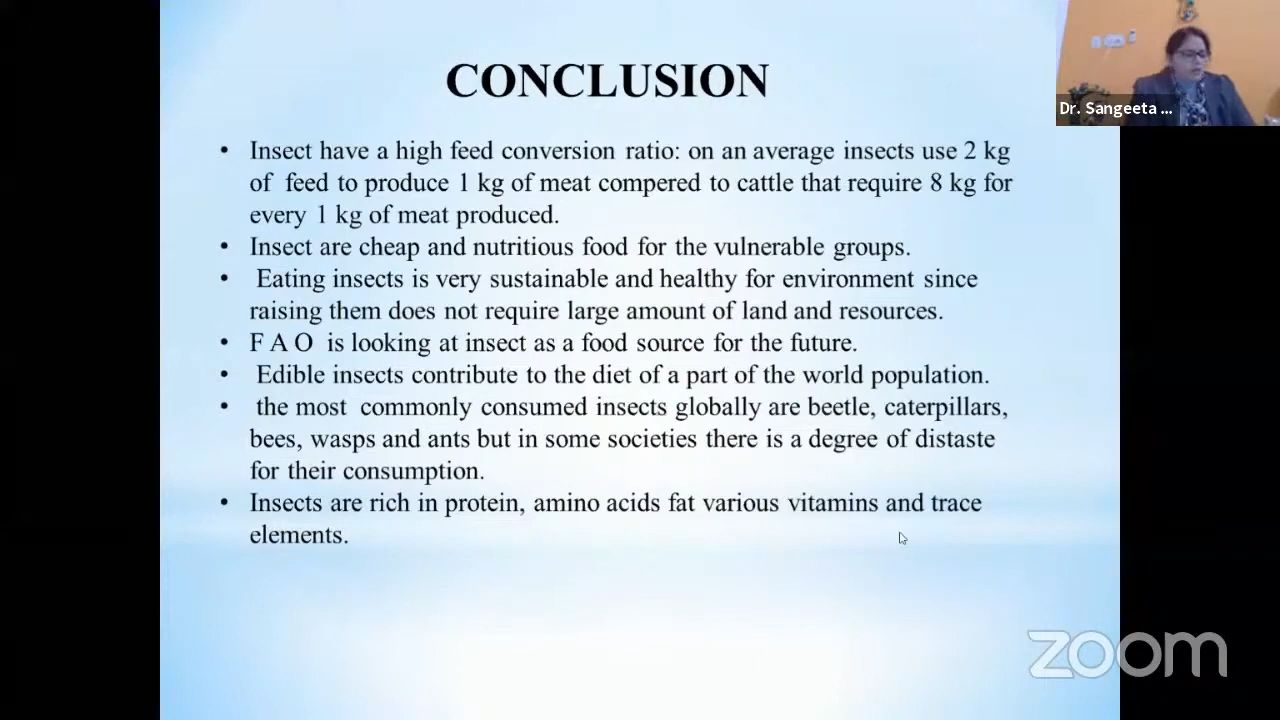 CONCLUSION
Dr. Sangeeta ...
• Insect have a high feed conversion ratio: on an average insects use 2 kg
of feed to produce 1 kg of meat compered to cattle that require 8 kg for
every 1 kg of meat produced.
• Insect are cheap and nutritious food for the vulnerable groups.
• Eating insects is very sustainable and healthy for environment since
raising them does not require large amount of land and resources.
• F A O is looking at insect as a food source for the future.
• Edible insects contribute to the diet of a part of the world population.
• the most commonly consumed insects globally are beetle, caterpillars,
bees, wasps and ants but in some societies there is a degree of distaste
for their consumption.
• Insects are rich in protein, amino acids fat various vitamins and trace
elements.
zoom